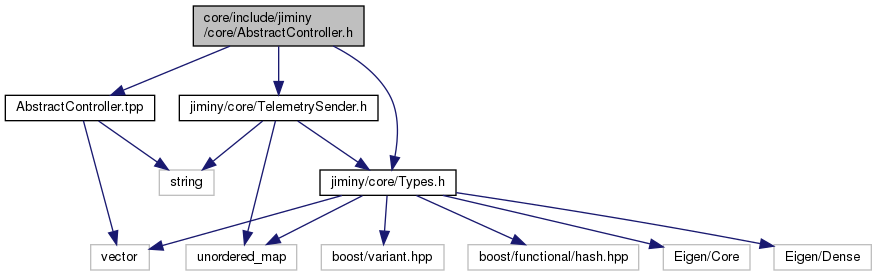 core/include/jiminy
/core/AbstractController.h
AbstractController.tpp
jiminy/core/TelemetrySender.h
string
jiminy/core/Types.h
vector
unordered_map
boost/variant.hpp
boost/functional/hash.hpp
Eigen/Core
Eigen/Dense